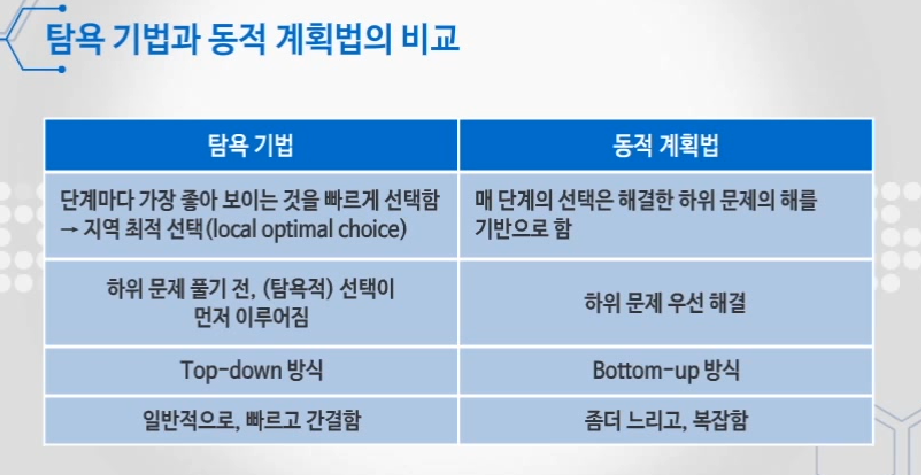 탐욕 기법과 동적 계획법의 비교
탐욕 기법
동적 계획법
단계마다 가장 좋아 보이는 것을 빠르게 선택함
→ 지역 최적 선택(local optimal choice)
매 단계의 선택은 해결한 하위 문제의 해를
기반으로 함
하위 문제 풀기 전, (탐욕적) 선택이
먼저 이루어짐
하위 문제 우선 해결
Top-down 방식
Bottom-up 방식
일반적으로, 빠르고 간결함
좀더 느리고, 복잡함